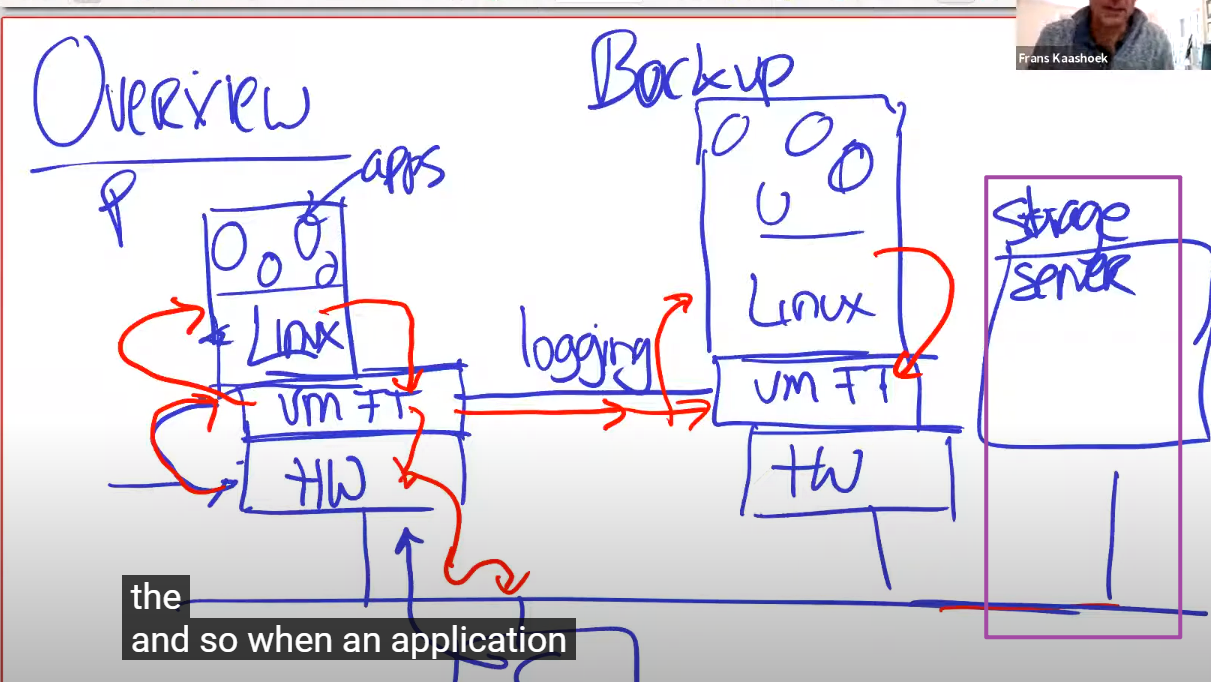 Frans Kaashoek
Overview
Backup
P
apps
storage
server
Linux
Linux
logging
VM FT
VM FT
HW
HW
the
and so when an application